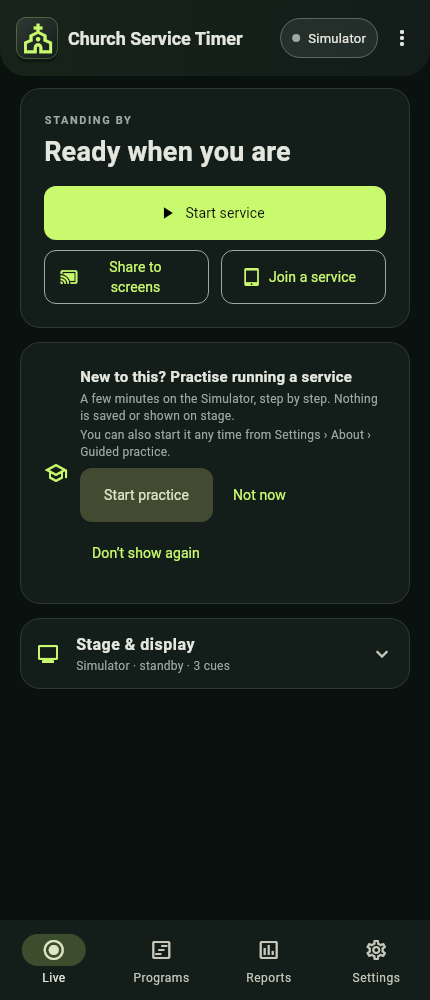 Church Service Timer
Simulator
STANDING BY
Ready when you are
Start service
Share to
screens
Join a service
New to this? Practise running a service
A few minutes on the Simulator, step by step. Nothing
is saved or shown on stage.
You can also start it any time from Settings › About ›
Guided practice.
Start practice
Not now
Don't show again
Stage & display
Simulator · standby · 3 cues
Live
Programs
Reports
Settings